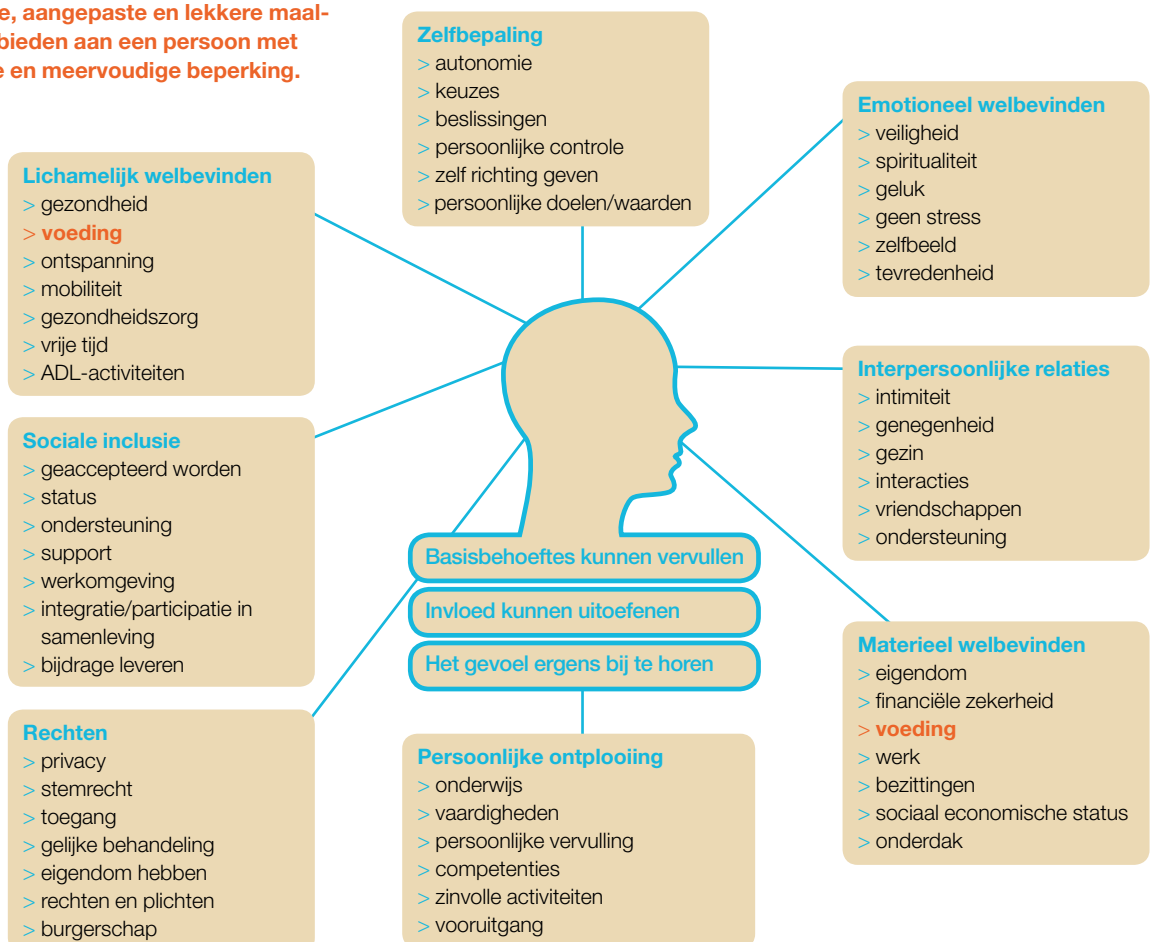 e, aangepaste en lekkere maal-
bieden aan een persoon met
e en meervoudige beperking.
Zelfbepaling
> autonomie
> keuzes
> beslissingen
> persoonlijke controle
> zelf richting geven
> persoonlijke doelen/waarden
Emotioneel welbevinden
> veiligheid
> spiritualiteit
> geluk
> geen stress
> zelfbeeld
> tevredenheid
Lichamelijk welbevinden
> gezondheid
> voeding
> ontspanning
> mobiliteit
> gezondheidszorg
> vrije tijd
> ADL-activiteiten
Interpersoonlijke relaties
> intimiteit
> genegenheid
> gezin
> interacties
> vriendschappen
> ondersteuning
Sociale inclusie
> geaccepteerd worden
> status
> ondersteuning
> support
> werkomgeving
> integratie/participatie in
samenleving
> bijdrage leveren
Basisbehoeftes kunnen vervullen
Invloed kunnen uitoefenen
Het gevoel ergens bij te horen
Materieel welbevinden
> eigendom
> financiële zekerheid
> voeding
> werk
> bezittingen
> sociaal economische status
> onderdak
Rechten
> privacy
> stemrecht
> toegang
> gelijke behandeling
> eigendom hebben
> rechten en plichten
> burgerschap
Persoonlijke ontplooiing
> onderwijs
> vaardigheden
> persoonlijke vervulling
> competenties
> zinvolle activiteiten
> vooruitgang